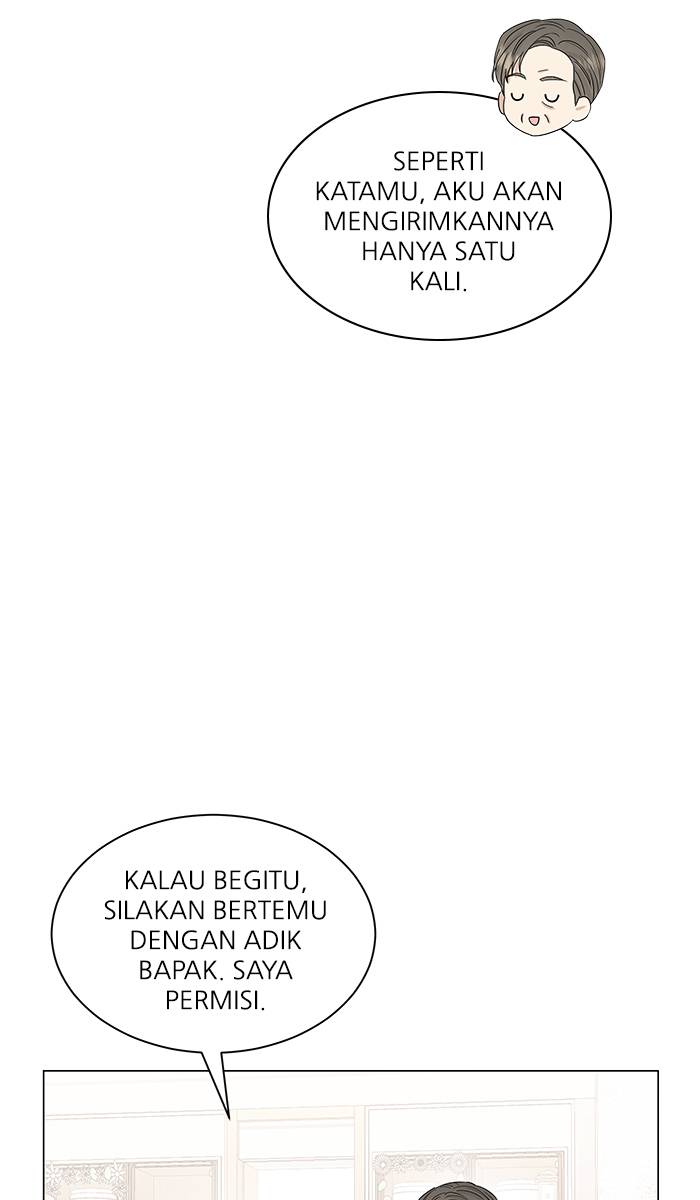 SEPERTI
KATAMU, AKU AKAN
MENGIRIMKANNYA
HANYA SATU
KALI.
KALAU BEGITU,
SILAKAN BERTEMU
DENGAN ADIK
BAPAK. SAYA
PERMISI.